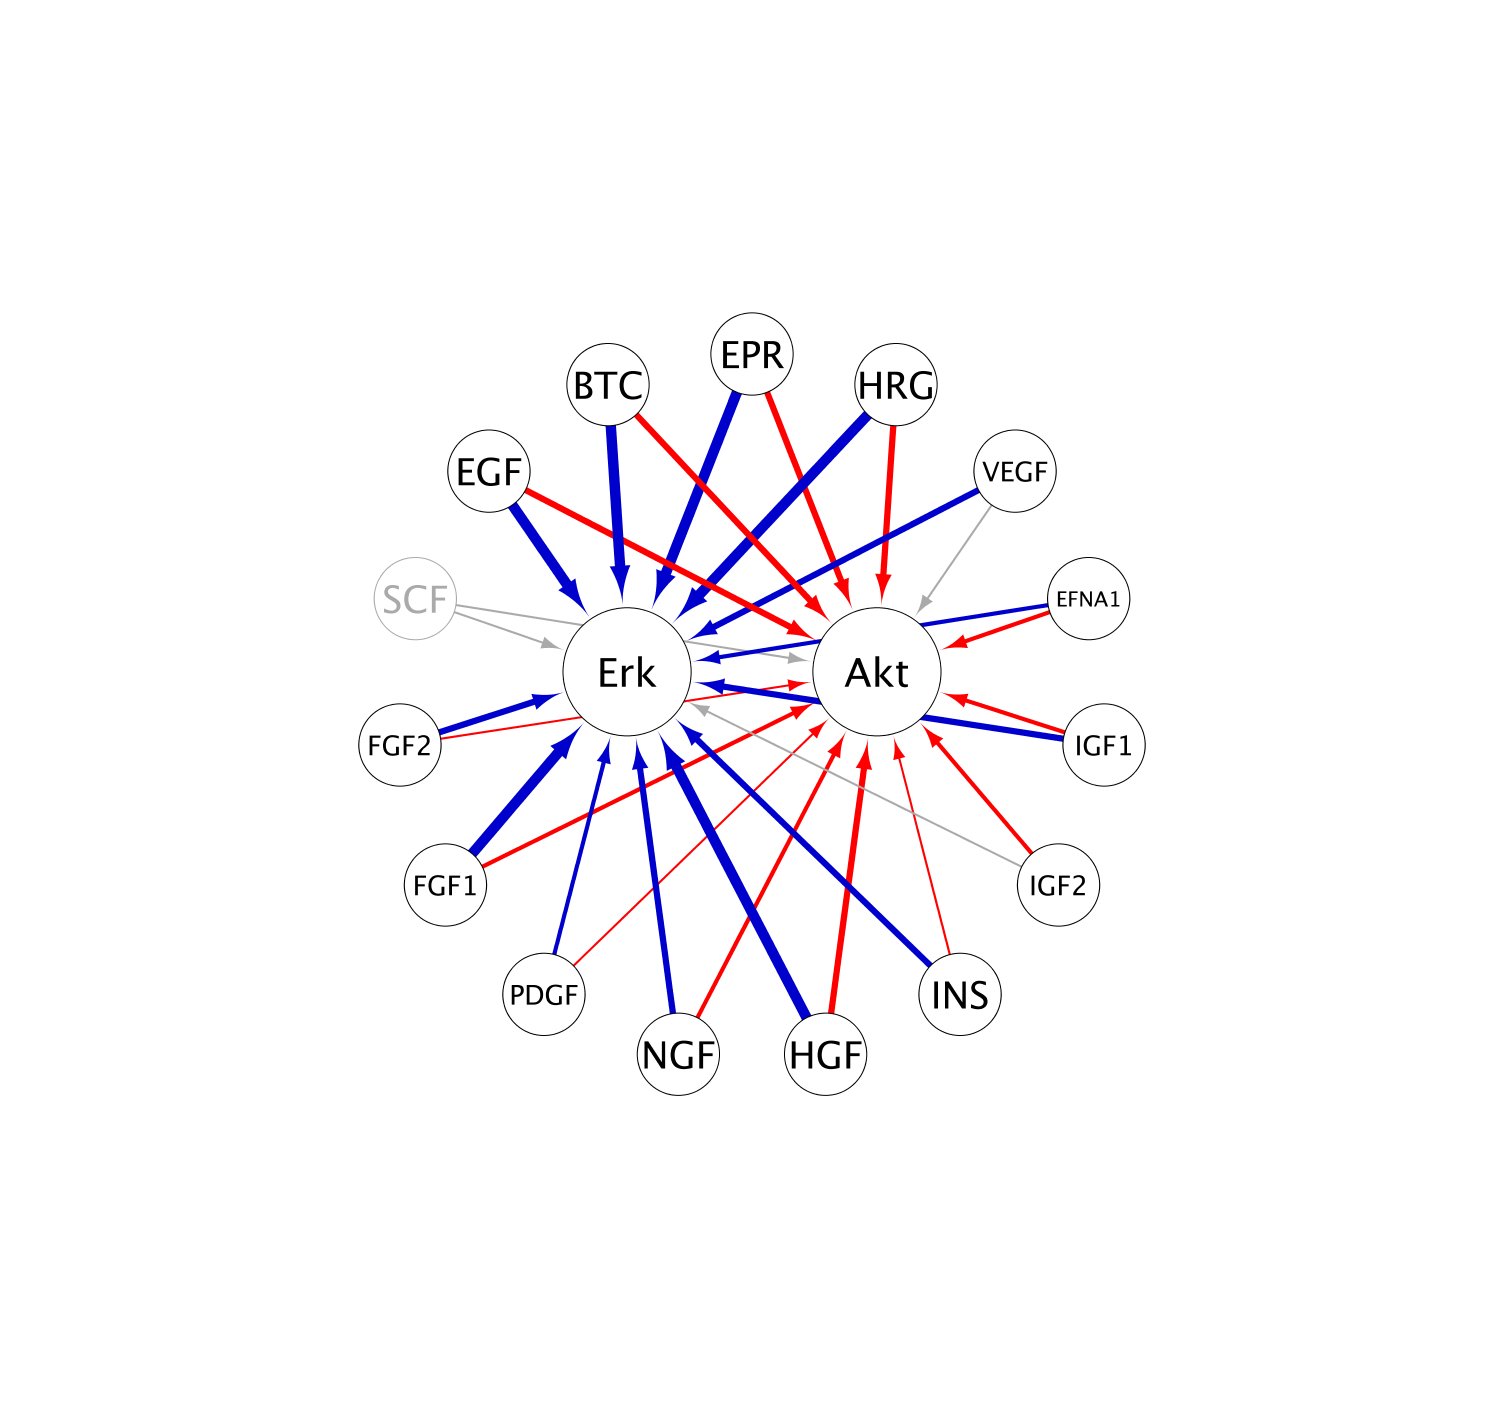 EPR
BTC
HRG
EGF
VEGF
SCF
EFNA1
Erk
Akt
FGF2
IGF1
FGF1
IGF2
PDGF
INS
NGF
HGF